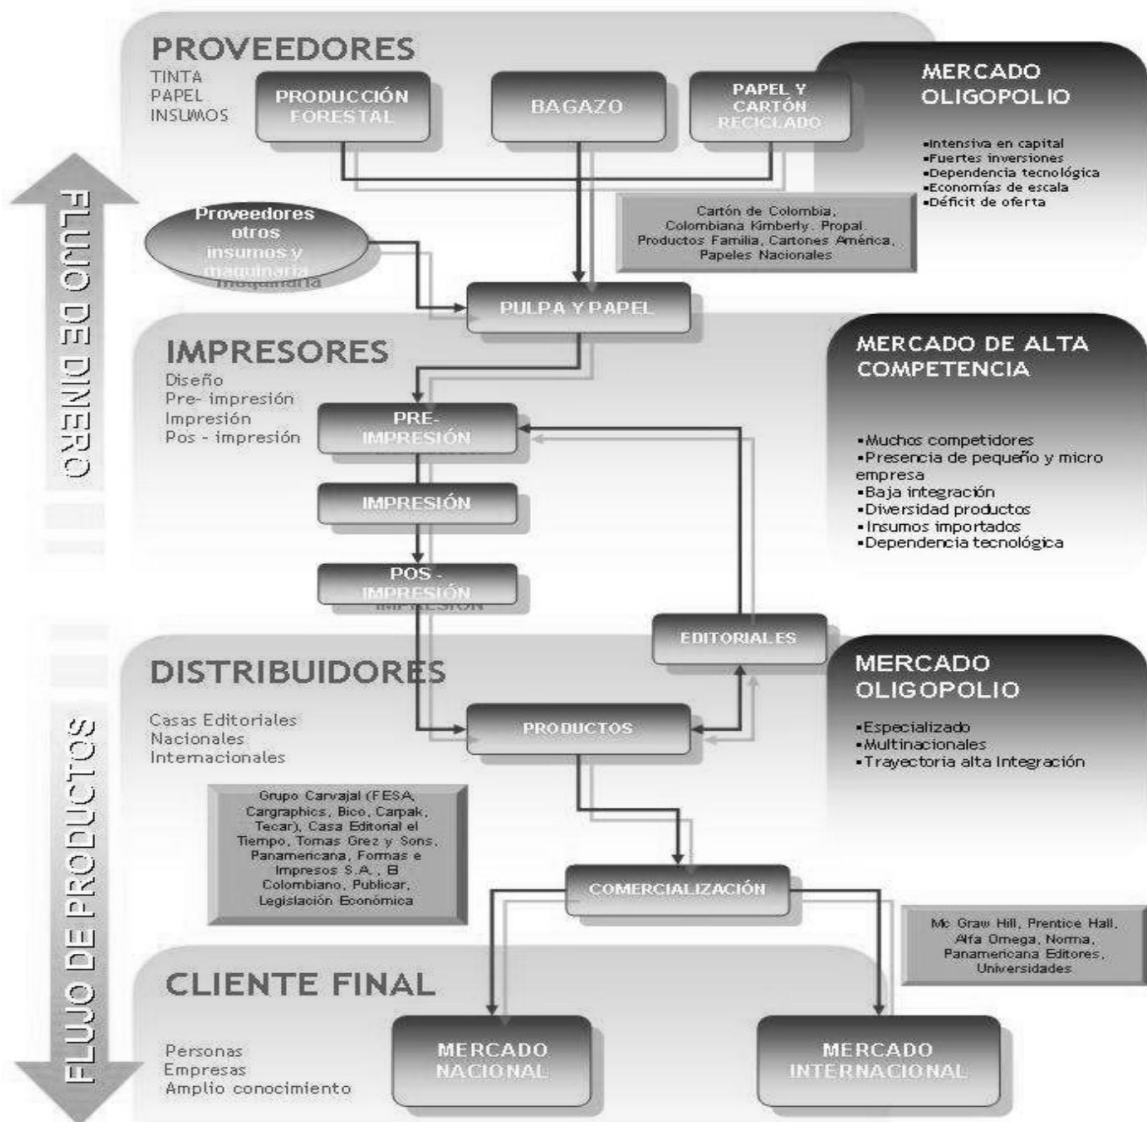 PROVEEDORES
TINTA
PAPEL
INSUMOS
PRODUCCIÓN
FORESTAL
BAGAZO
PAPEL Y
CARTÓN
RECICLADO
MERCADO
OLIGOPOLIO
▪Intensiva en capital
▪Fuertes inversiones
▪Dependencia tecnológica
▪Economías de escala
▪Déficit de oferta
Cartón de Colombia,
Colombiana Kimberly. Propal.
Productos Familia, Cartones América,
Papeles Nacionales
Proveedores
otros
insumos y
maquinaria
PULPA Y PAPEL
FLUJO DE DINERO
IMPRESORES
Diseño
Pre- impresión
Impresión
Pos - impresión
PRE-
IMPRESIÓN
IMPRESIÓN
POS -
IMPRESIÓN
MERCADO DE ALTA
COMPETENCIA
▪Muchos competidores
▪Presencia de pequeño y micro
empresa
▪Baja integración
▪Diversidad productos
▪Insumos importados
▪Dependencia tecnológica
EDITORIALES
DISTRIBUIDORES
Casas Editoriales
Nacionales
Internacionales
PRODUCTOS
MERCADO
OLIGOPOLIO
▪Especializado
▪Multinacionales
▪Trayectoria alta Integración
Grupo Carvajal (FESA,
Cargraphics, Bico, Carpak,
Tecar), Casa Editorial el
Tiempo, Tomas Grez y Sons,
Panamericana, Formas e
Impresos S.A., El
Colombiano, Publicar,
Legislación Económica
COMERCIALIZACIÓN
Mc Graw Hill, Prentice Hall,
Alfa Omega, Norma,
Panamericana Editores,
Universidades
FLUJO DE PRODUCTOS
CLIENTE FINAL
Personas
Empresas
Amplio conocimiento
MERCADO
NACIONAL
MERCADO
INTERNACIONAL